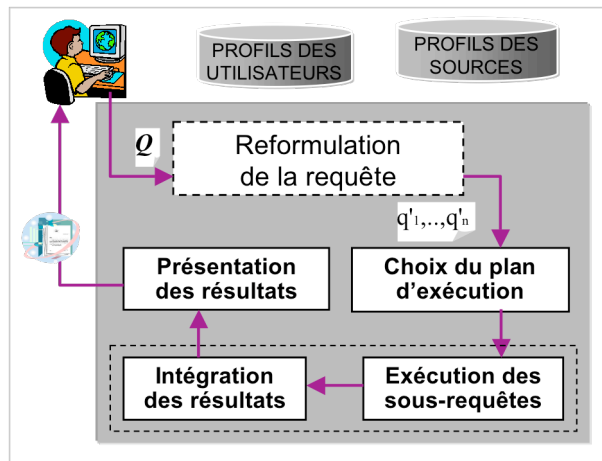 PROFILS DES
UTILISATEURS
PROFILS DES
SOURCES
Q
Reformulation
de la requête
q'1,..,q'n
Présentation
des résultats
Choix du plan
d'exécution
Intégration
des résultats
Exécution des
sous-requêtes